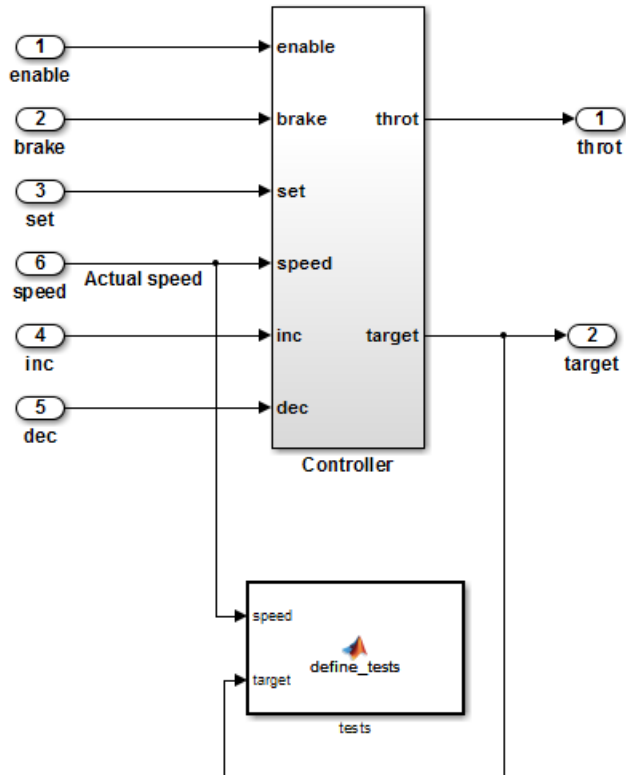 1
enable
enable
2
brake
brake
throt
1
throt
3
set
set
6
speed
Actual speed
speed
4
inc
inc
target
2
target
5
dec
dec
Controller
speed
define_tests
target
tests